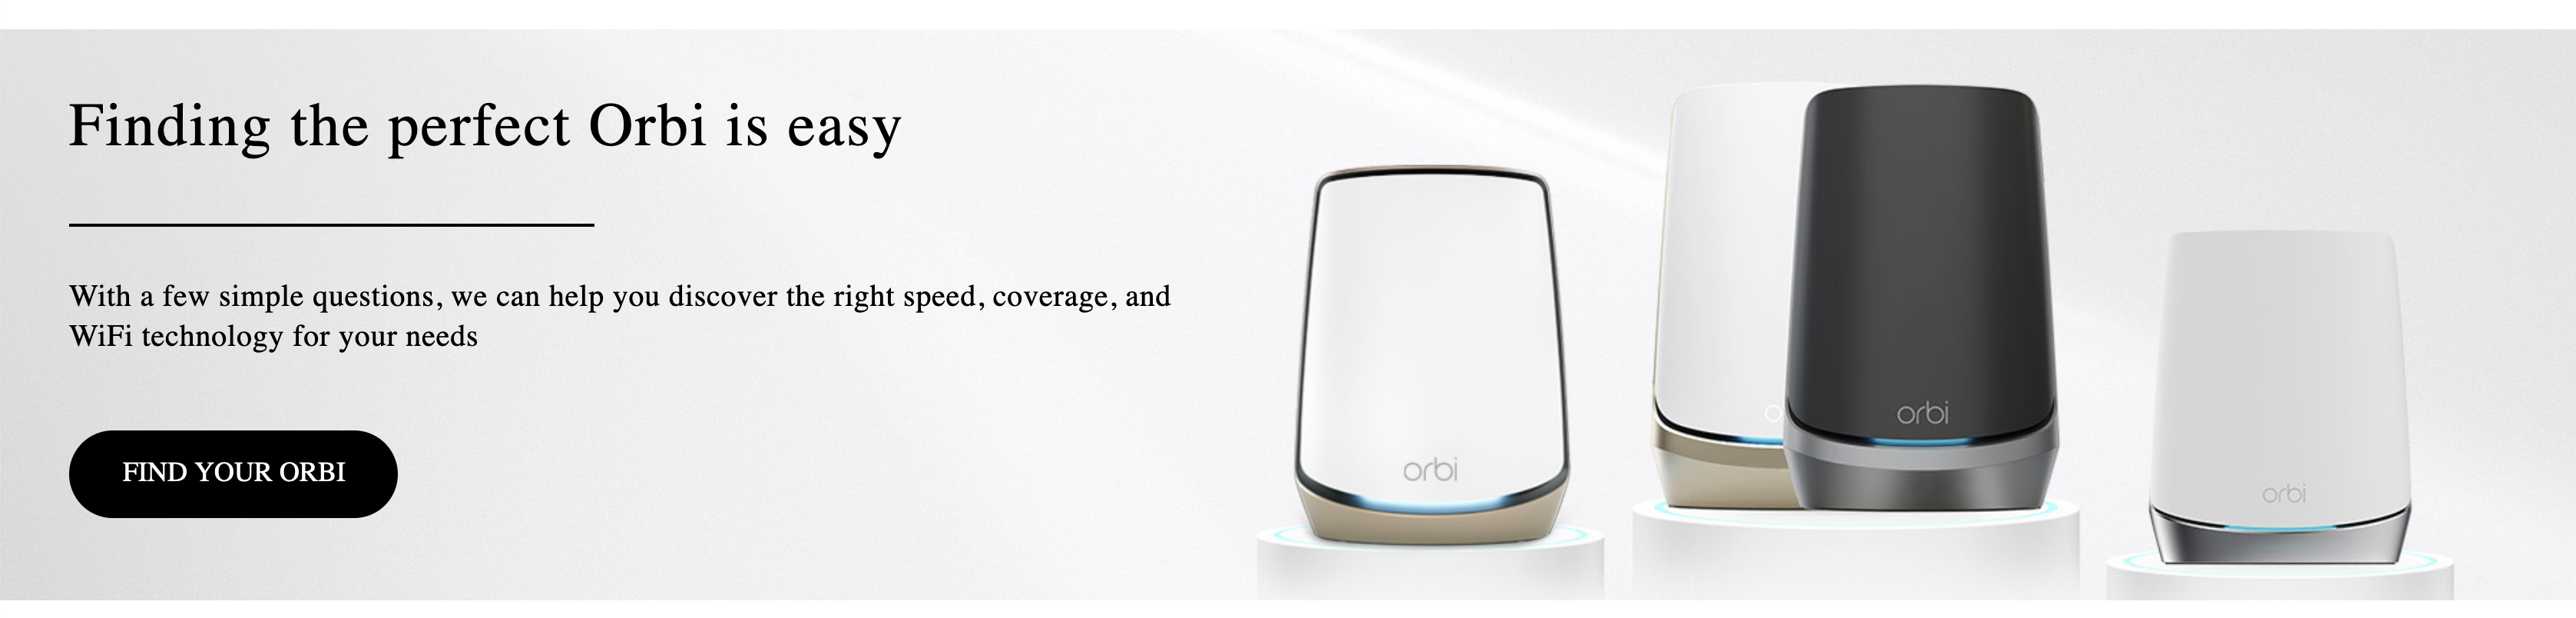 Finding the perfect Orbi is easy
With a few simple questions, we can help you discover the right speed, coverage, and
WiFi technology for your needs
FIND YOUR ORBI
orbi
orbi
orbi